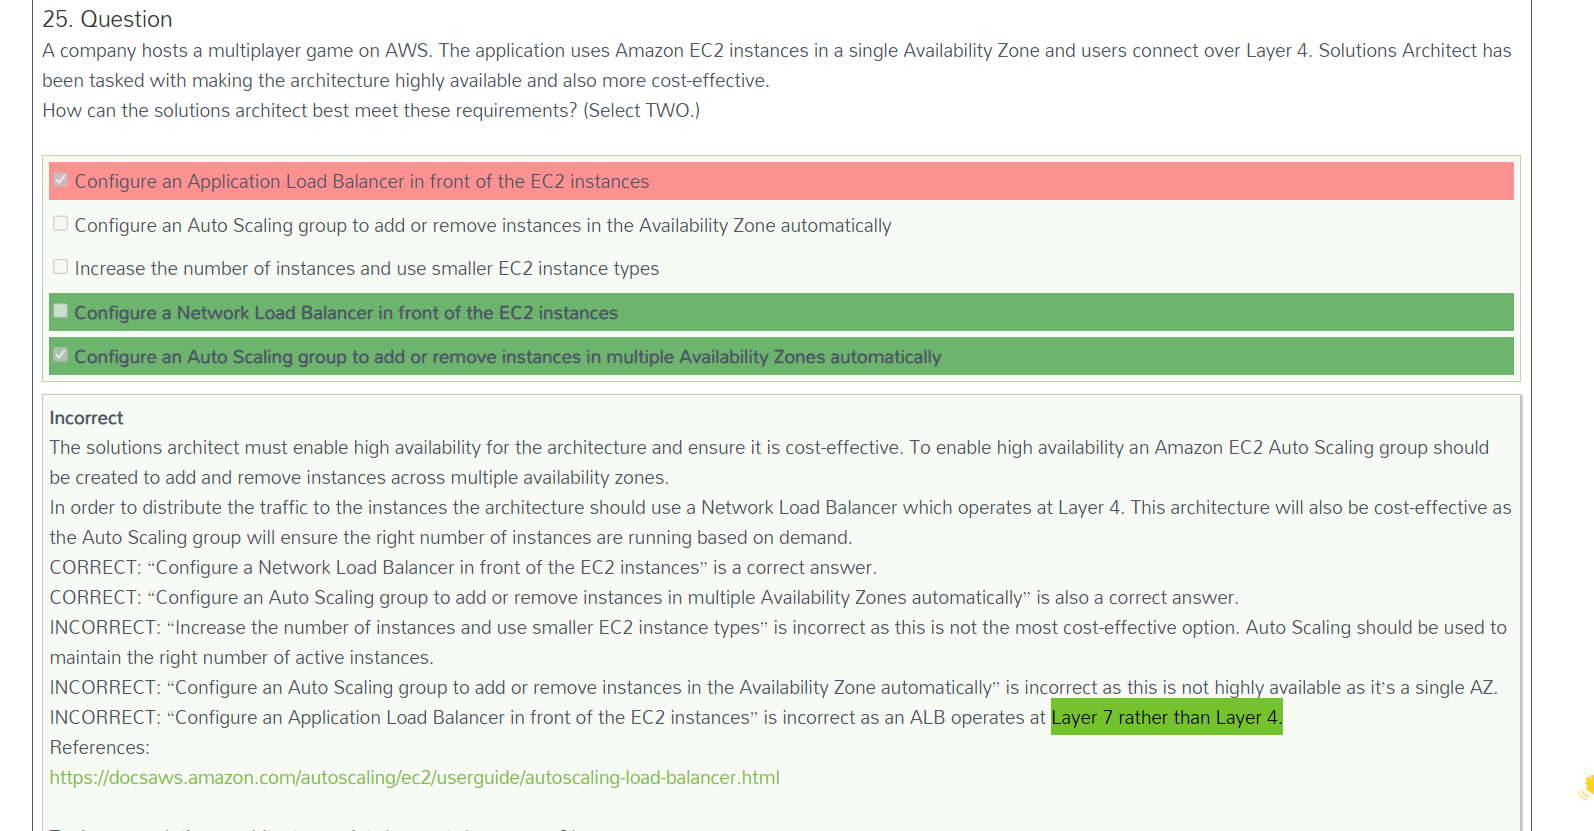 25. Question
A company hosts a multiplayer game on AWS. The application uses Amazon EC2 instances in a single Availability Zone and users connect over Layer 4. Solutions Architect has
been tasked with making the architecture highly available and also more cost-effective.
How can the solutions architect best meet these requirements? (Select TWO.)
Configure an Application Load Balancer in front of the EC2 instances
Configure an Auto Scaling group to add or remove instances in the Availability Zone automatically
Increase the number of instances and use smaller EC2 instance types
Configure a Network Load Balancer in front of the EC2 instances
Configure an Auto Scaling group to add or remove instances in multiple Availability Zones automatically
Incorrect
The solutions architect must enable high availability for the architecture and ensure it is cost-effective. To enable high availability an Amazon EC2 Auto Scaling group should
be created to add and remove instances across multiple availability zones.
In order to distribute the traffic to the instances the architecture should use a Network Load Balancer which operates at Layer 4. This architecture will also be cost-effective as
the Auto Scaling group will ensure the right number of instances are running based on demand.
CORRECT: “Configure a Network Load Balancer in front of the EC2 instances” is a correct answer.
CORRECT: “Configure an Auto Scaling group to add or remove instances in multiple Availability Zones automatically” is also a correct answer.
INCORRECT: “Increase the number of instances and use smaller EC2 instance types” is incorrect as this is not the most cost-effective option. Auto Scaling should be used to
maintain the right number of active instances.
INCORRECT: “Configure an Auto Scaling group to add or remove instances in the Availability Zone automatically” is incorrect as this is not highly available as it’s a single AZ.
INCORRECT: “Configure an Application Load Balancer in front of the EC2 instances” is incorrect as an ALB operates at Layer 7 rather than Layer 4.
References:
https://docsaws.amazon.com/autoscaling/ec2/userguide/autoscaling-load-balancer.html